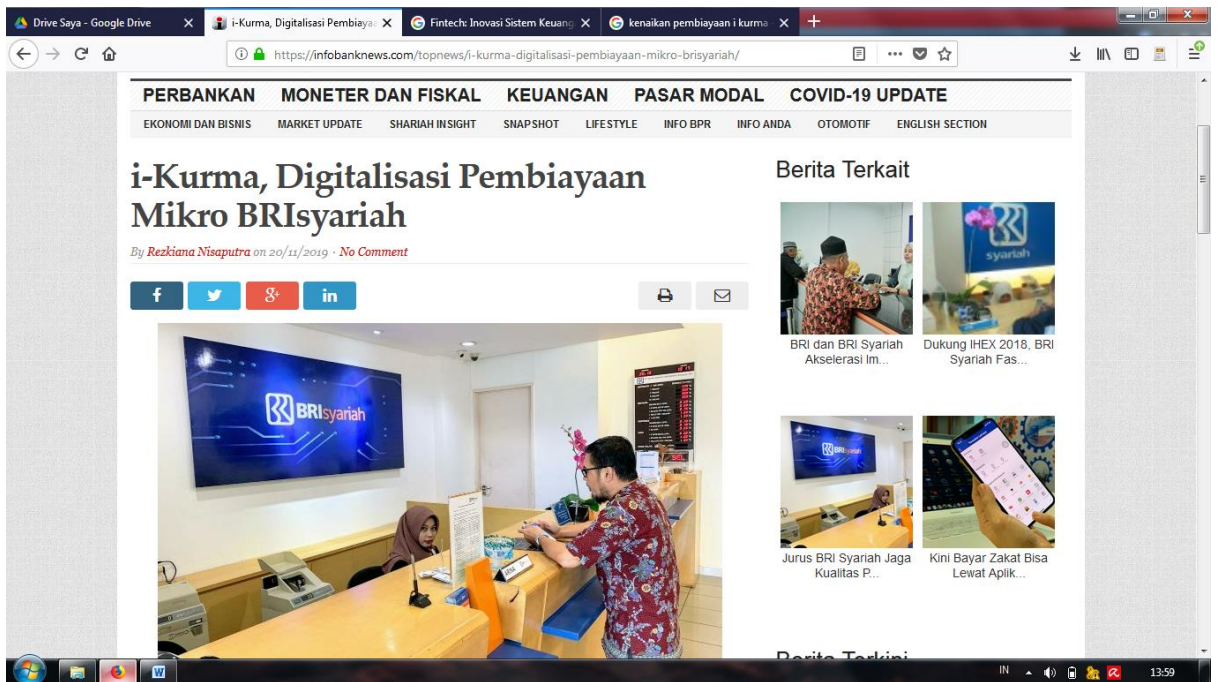 Drive Saya - Google Drive
i-Kurma, Digitalisasi Pembiayaa
Fintech: Inovasi Sistem Keuang
kenaikan pembiayaan i kurma -
https://infobanknews.com/topnews/i-kurma-digitalisasi-pembiayaan-mikro-brisyariah/
PERBANKAN MONETER DAN FISKAL KEUANGAN PASAR MODAL COVID-19 UPDATE
EKONOMI DAN BISNIS MARKET UPDATE SHARIAH INSIGHT SNAPSHOT LIFESTYLE INFO BPR INFO ANDA OTOMOTIF ENGLISH SECTION
i-Kurma, Digitalisasi Pembiayaan
Mikro BRIsyariah
By Rezkiana Nisaputra on 20/11/2019 · No Comment
f
g+
in
BRIsyariah
Berita Terkait
syariah
BRI dan BRI Syariah
Akselerasi Im...
Dukung IHEX 2018, BRI
Syariah Fas...
BRIsyariah
Jurus BRI Syariah Jaga
Kualitas P...
Kini Bayar Zakat Bisa
Lewat Aplik...
Berita Terkini
W
IN
13:59